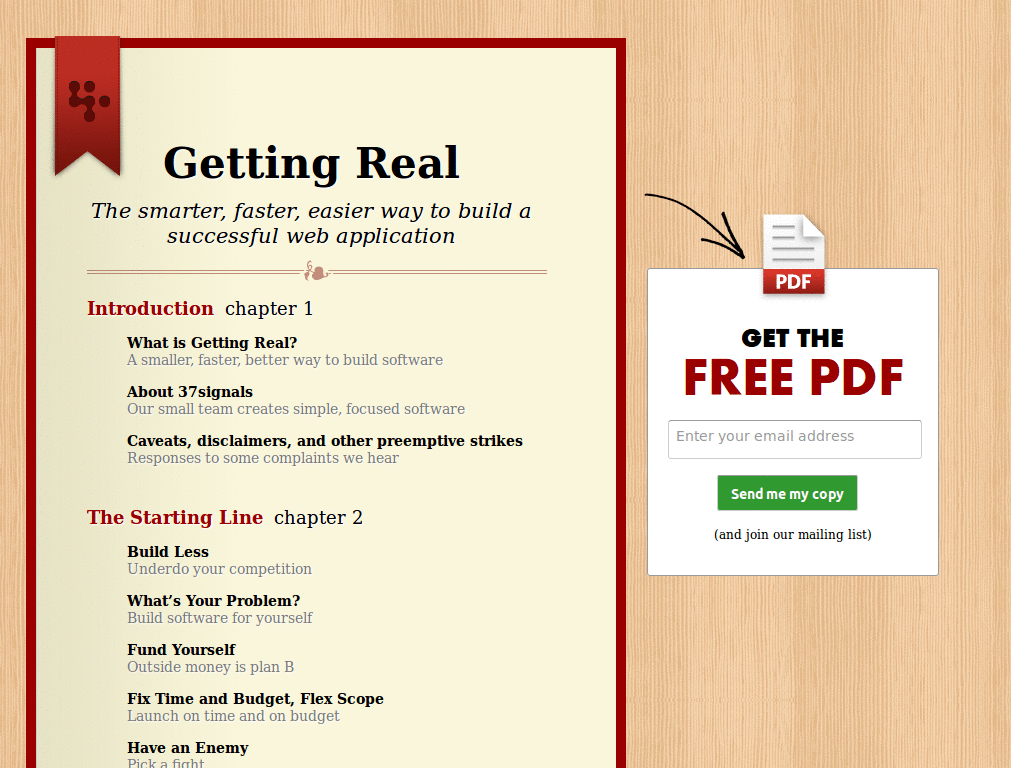 Getting Real
The smarter, faster, easier way to build a
successful web application
Introduction chapter 1
What is Getting Real?
A smaller, faster, better way to build software
About 37signals
Our small team creates simple, focused software
Caveats, disclaimers, and other preemptive strikes
Responses to some complaints we hear
The Starting Line chapter 2
Build Less
Underdo your competition
What’s Your Problem?
Build software for yourself
Fund Yourself
Outside money is plan B
Fix Time and Budget, Flex Scope
Launch on time and on budget
Have an Enemy
Pick a fight
PDF
GET THE
FREE PDF
Enter your email address
Send me my copy
(and join our mailing list)